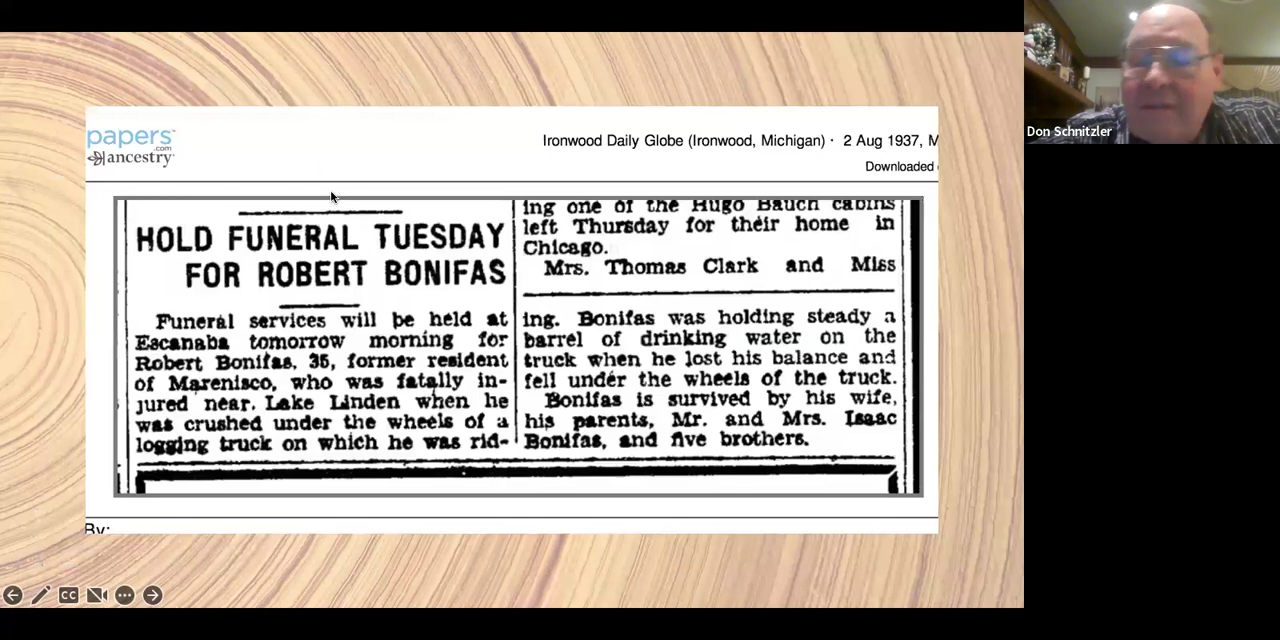 papers
.com
ancestry
Ironwood Daily Globe (Ironwood, Michigan) · 2 Aug 1937, M
Downloaded
HOLD FUNERAL TUESDAY
FOR ROBERT BONIFAS
Funeral services will be held at
Escanaba tomorrow morning for
Robert Bonifas, 35, former resident
of Marenisco, who was fatally in-
jured near. Lake Linden when he
was crushed under the wheels of a
logging truck on which he was rid-
ing one of the Hugo Bauch cabins
left Thursday for their home in
Chicago.
Mrs. Thomas Clark and Miss
ing. Bonifas was holding steady a
barrel of drinking water on the
truck when he lost his balance and
fell under the wheels of the truck.
Bonifas is survived by his wife,
his parents, Mr. and Mrs. Isaac
Bonifas, and five brothers.
By:
CC
Don Schnitzler